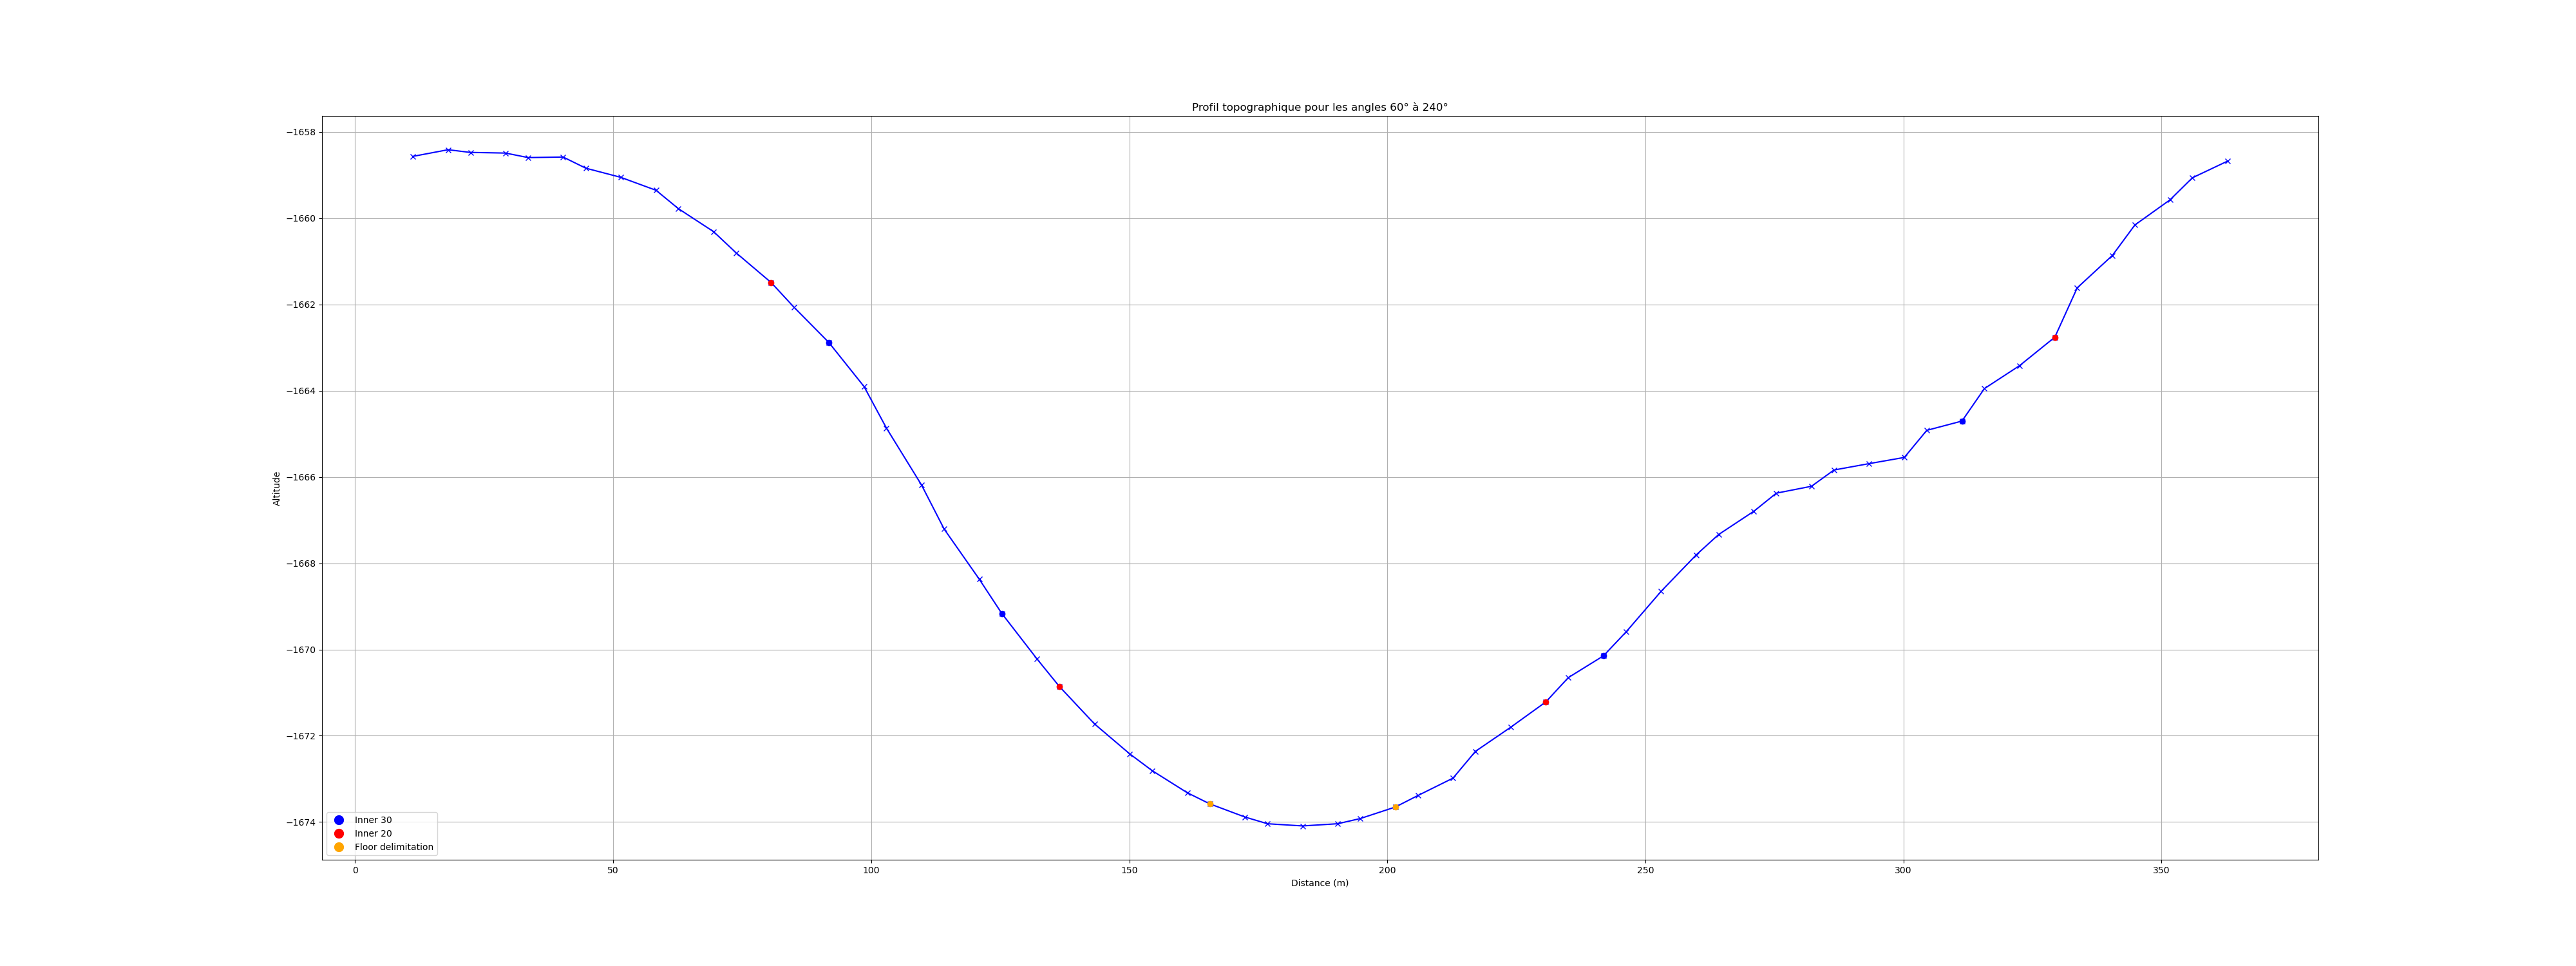 Profil topographique pour les angles 60° à 240°
−1658
−1660
−1662
−1664
−1666
−1668
−1670
−1672
−1674
Altitude
Inner 30
Inner 20
Floor delimitation
0 50 100 150 200 250 300 350
Distance (m)